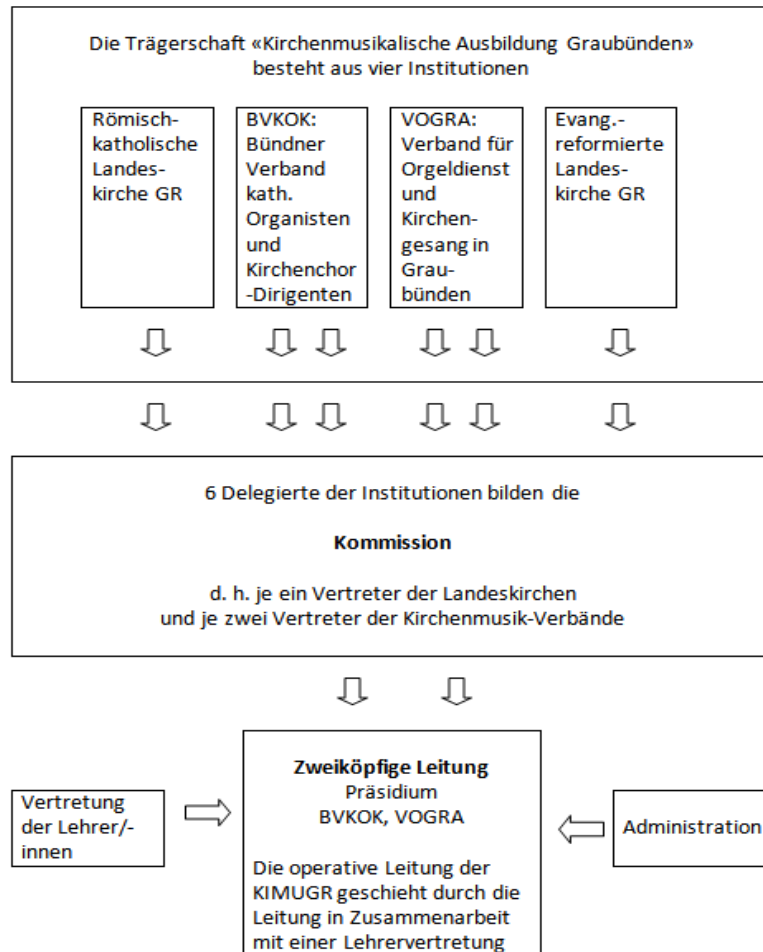 Die Trägerschaft «Kirchenmusikalische Ausbildung Graubünden»
besteht aus vier Institutionen
Römisch-
katholische
Landes-
kirche GR
BVKOK:
Bündner
Verband
kath.
Organisten
und
Kirchenchor
-Dirigenten
VOGRA:
Verband für
Orgeldienst
und
Kirchen-
gesang in
Grau-
bünden
Evang.-
reformierte
Landes-
kirche GR
6 Delegierte der Institutionen bilden die
Kommission
d. h. je ein Vertreter der Landeskirchen
und je zwei Vertreter der Kirchenmusik-Verbände
Vertretung
der Lehrer/-
innen
Zweiköpfige Leitung
Präsidium
BVKOK, VOGRA
Die operative Leitung der
KIMUGR geschieht durch die
Leitung in Zusammenarbeit
mit einer Lehrervertretung
Administration